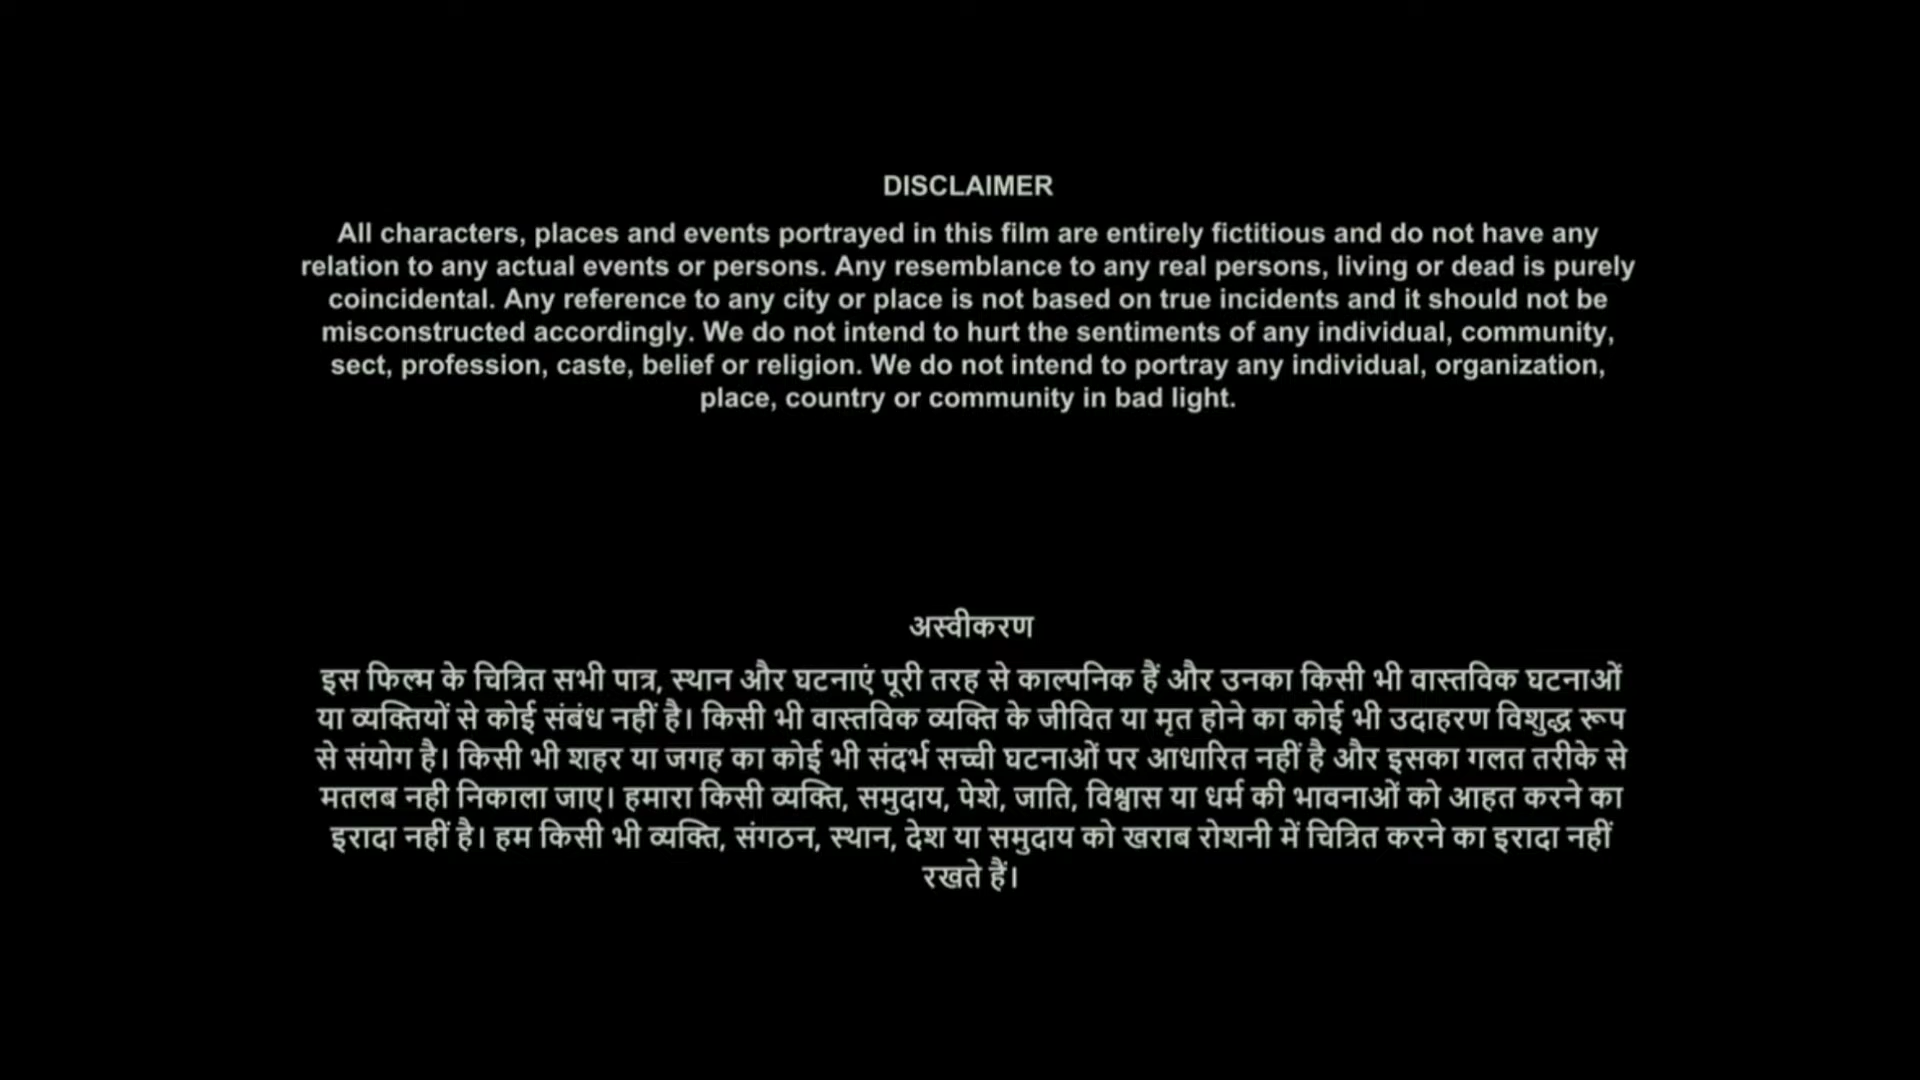 DISCLAIMER
All characters, places and events portrayed in this film are entirely fictitious and do not have any
relation to any actual events or persons. Any resemblance to any real persons, living or dead is purely
coincidental. Any reference to any city or place is not based on true incidents and it should not be
misconstructed accordingly. We do not intend to hurt the sentiments of any individual, community,
sect, profession, caste, belief or religion. We do not intend to portray any individual, organization,
place, country or community in bad light.
अस्वीकरण
इस फिल्म के चित्रित सभी पात्र, स्थान और घटनाएं पूरी तरह से काल्पनिक हैं और उनका किसी भी वास्तविक घटनाओं
या व्यक्तियों से कोई संबंध नहीं है। किसी भी वास्तविक व्यक्ति के जीवित या मृत होने का कोई भी उदाहरण विशुद्ध रूप
से संयोग है। किसी भी शहर या जगह का कोई भी संदर्भ सच्ची घटनाओं पर आधारित नहीं है और इसका गलत तरीके से
मतलब नही निकाला जाए। हमारा किसी व्यक्ति, समुदाय, पेशे, जाति, विश्वास या धर्म की भावनाओं को आहत करने का
इरादा नहीं है। हम किसी भी व्यक्ति, संगठन, स्थान, देश या समुदाय को खराब रोशनी में चित्रित करने का इरादा नहीं
रखते हैं।